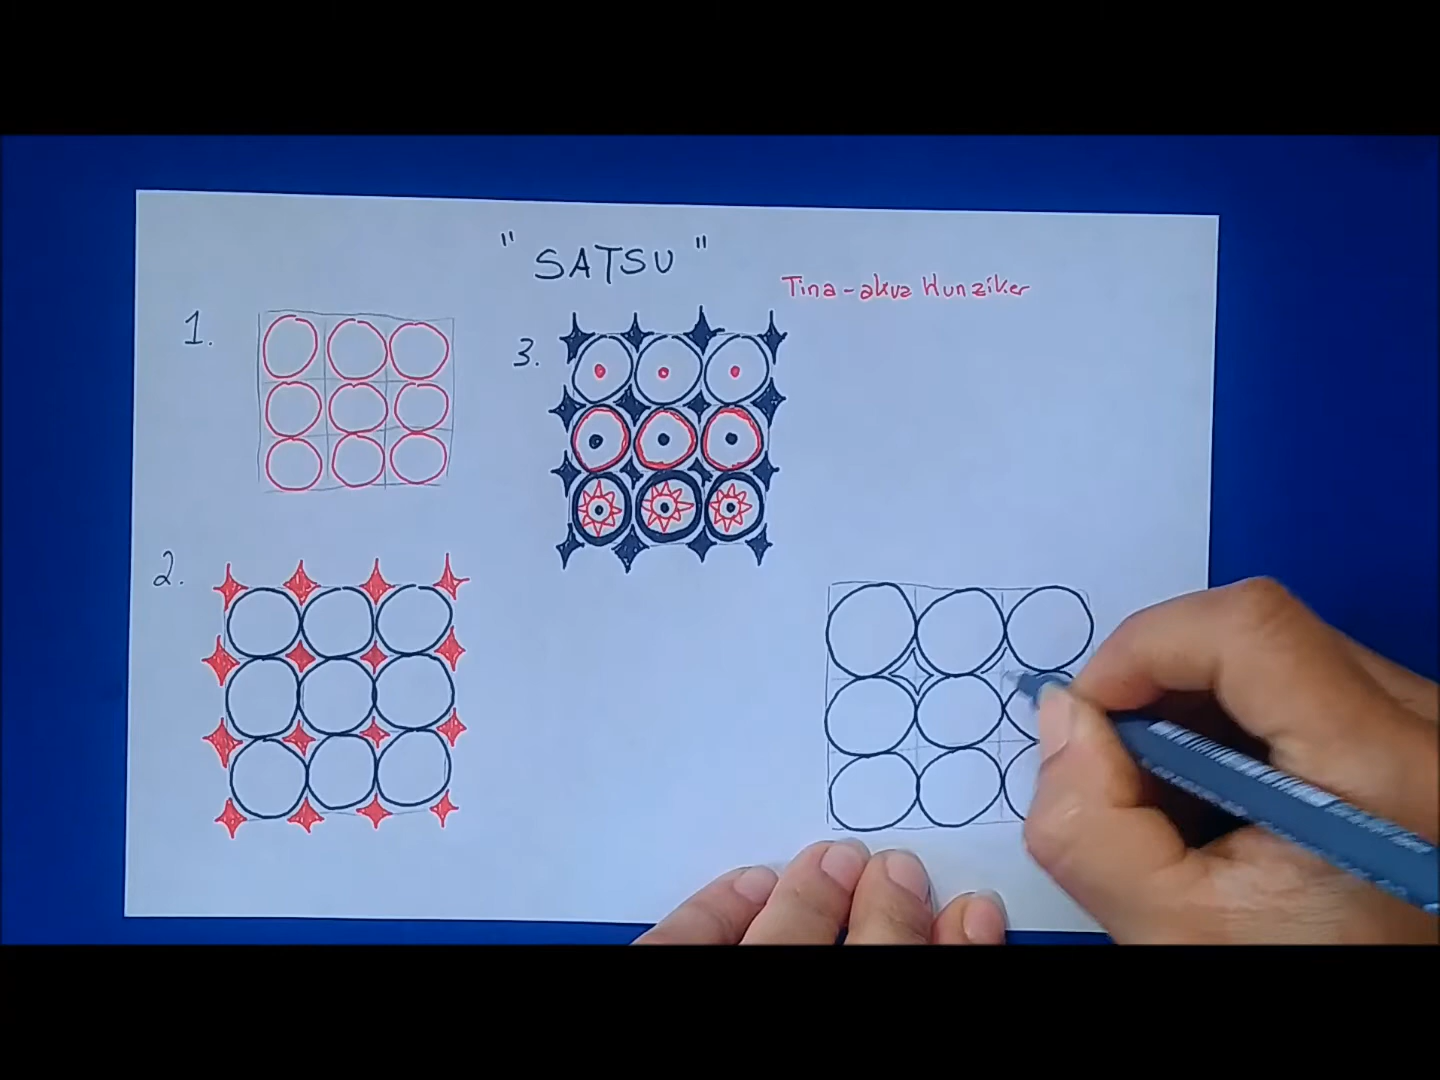 " SATSU "
Tina-akua Hunziker
1.
3.
2.